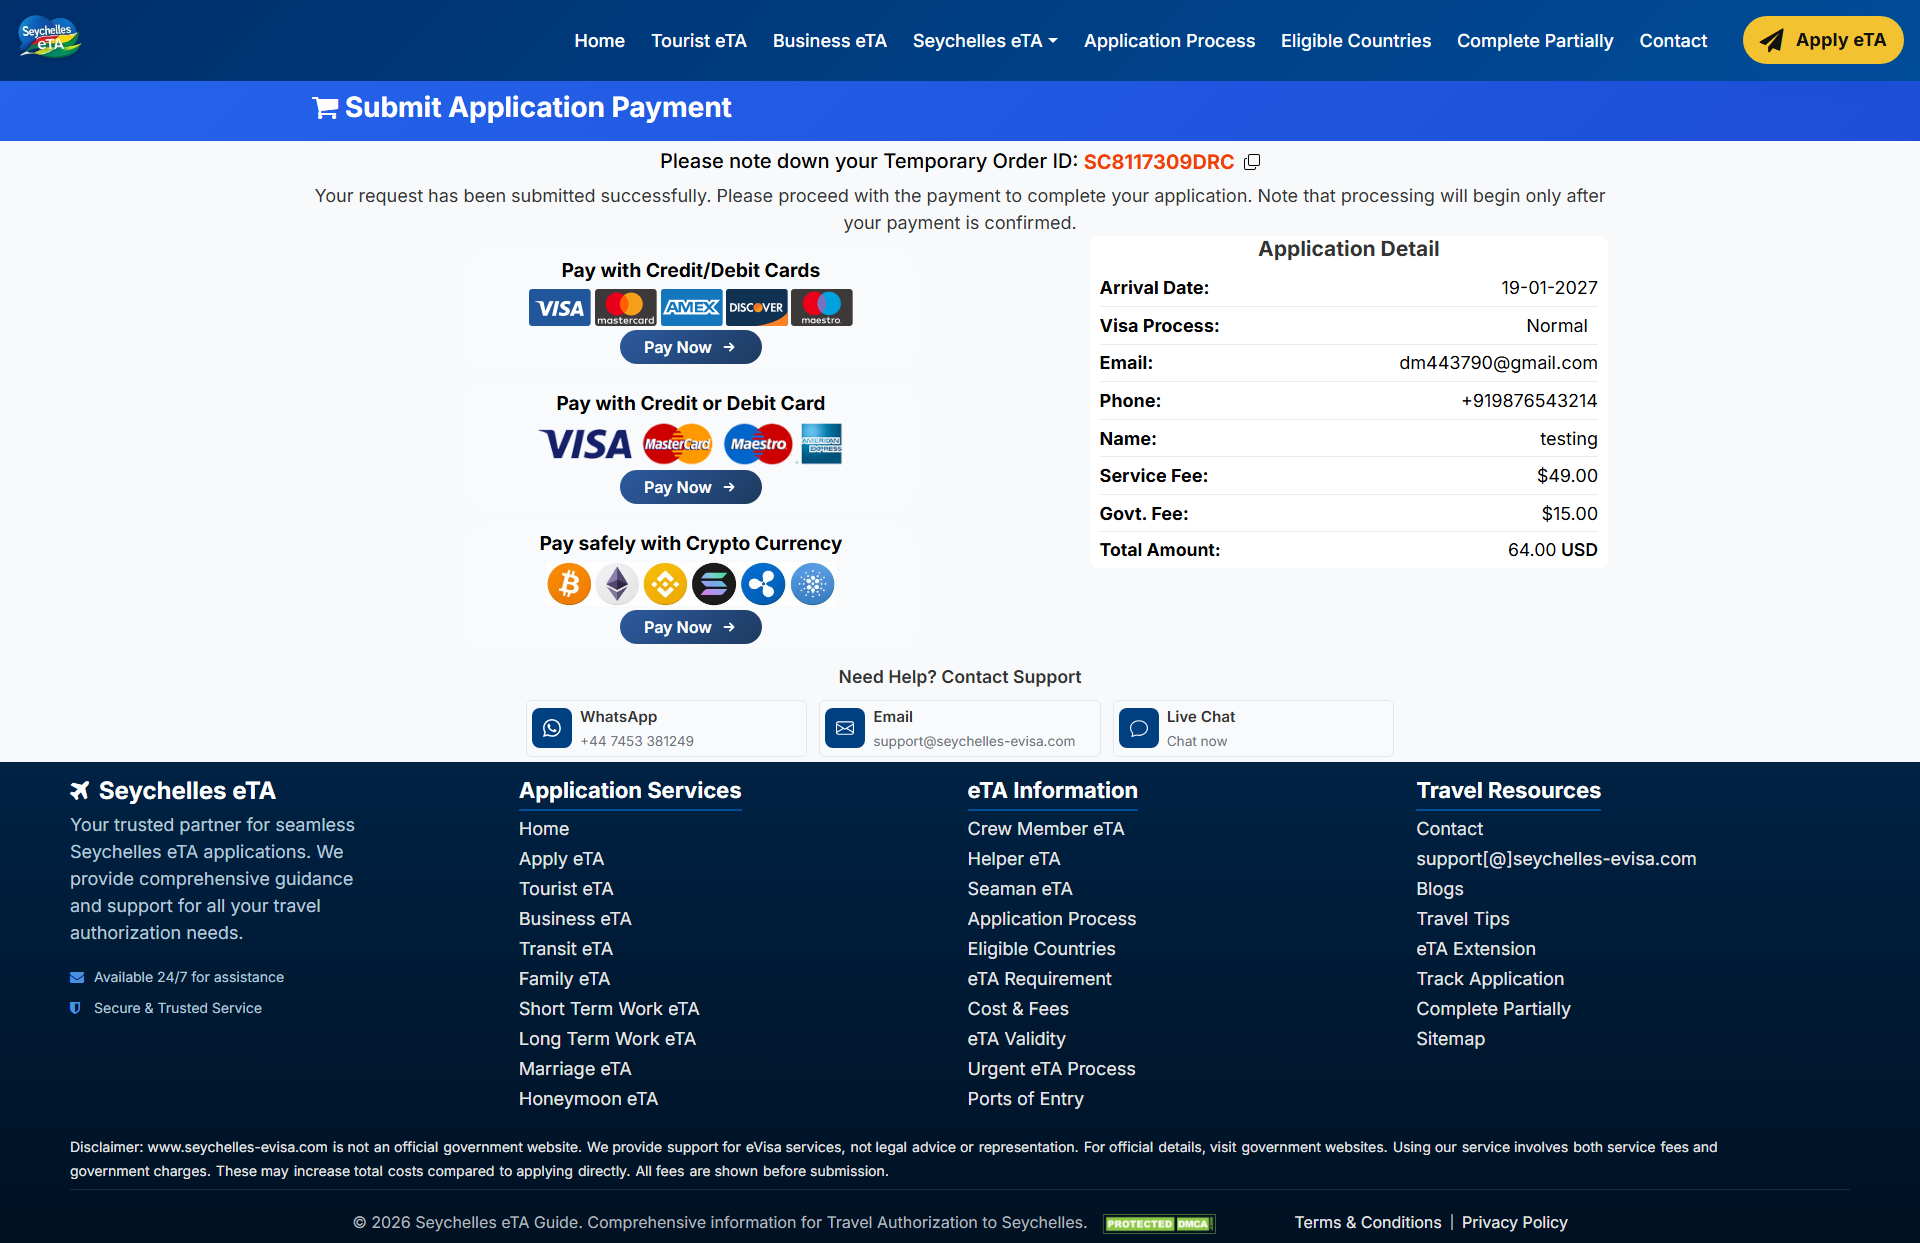 Seychelles
eTA
Home
Tourist eTA
Business eTA
Seychelles eTA
Application Process
Eligible Countries
Complete Partially
Contact
Apply eTA
Submit Application Payment
Please note down your Temporary Order ID: SC8117309DRC
Your request has been submitted successfully. Please proceed with the payment to complete your application. Note that processing will begin only after
your payment is confirmed.
Pay with Credit/Debit Cards
VISA
mastercard
AMEX
DISCOVER
maestro
Pay Now
Pay with Credit or Debit Card
VISA
MasterCard
Maestro
AMERICAN
EXPRESS
Pay Now
Pay safely with Crypto Currency
Pay Now
Application Detail
Arrival Date: 19-01-2027
Visa Process: Normal
Email: dm443790@gmail.com
Phone: +919876543214
Name: testing
Service Fee: $49.00
Govt. Fee: $15.00
Total Amount: 64.00 USD
Need Help? Contact Support
WhatsApp
+44 7453 381249
Email
support@seychelles-evisa.com
Live Chat
Chat now
Seychelles eTA
Your trusted partner for seamless
Seychelles eTA applications. We
provide comprehensive guidance
and support for all your travel
authorization needs.
Available 24/7 for assistance
Secure & Trusted Service
Application Services
Home
Apply eTA
Tourist eTA
Business eTA
Transit eTA
Family eTA
Short Term Work eTA
Long Term Work eTA
Marriage eTA
Honeymoon eTA
eTA Information
Crew Member eTA
Helper eTA
Seaman eTA
Application Process
Eligible Countries
eTA Requirement
Cost & Fees
eTA Validity
Urgent eTA Process
Ports of Entry
Travel Resources
Contact
support[@]seychelles-evisa.com
Blogs
Travel Tips
eTA Extension
Track Application
Complete Partially
Sitemap
Disclaimer: www.seychelles-evisa.com is not an official government website. We provide support for eVisa services, not legal advice or representation. For official details, visit government websites. Using our service involves both service fees and
government charges. These may increase total costs compared to applying directly. All fees are shown before submission.
© 2026 Seychelles eTA Guide. Comprehensive information for Travel Authorization to Seychelles.
PROTECTED DMCA
Terms & Conditions | Privacy Policy